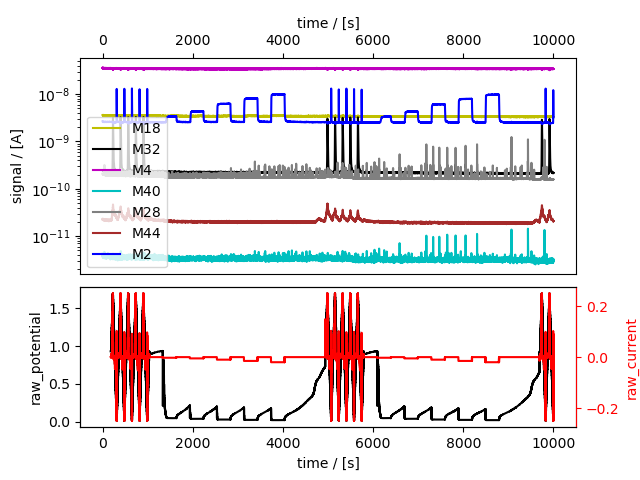 time / [s]
0 2000 4000 6000 8000 10000
signal / [A]
10⁻⁸
10⁻⁹
10⁻¹⁰
10⁻¹¹
M18
M32
M4
M40
M28
M44
M2
raw_potential
1.5
1.0
0.5
0.0
0.2
0.0
−0.2
raw_current
0 2000 4000 6000 8000 10000
time / [s]